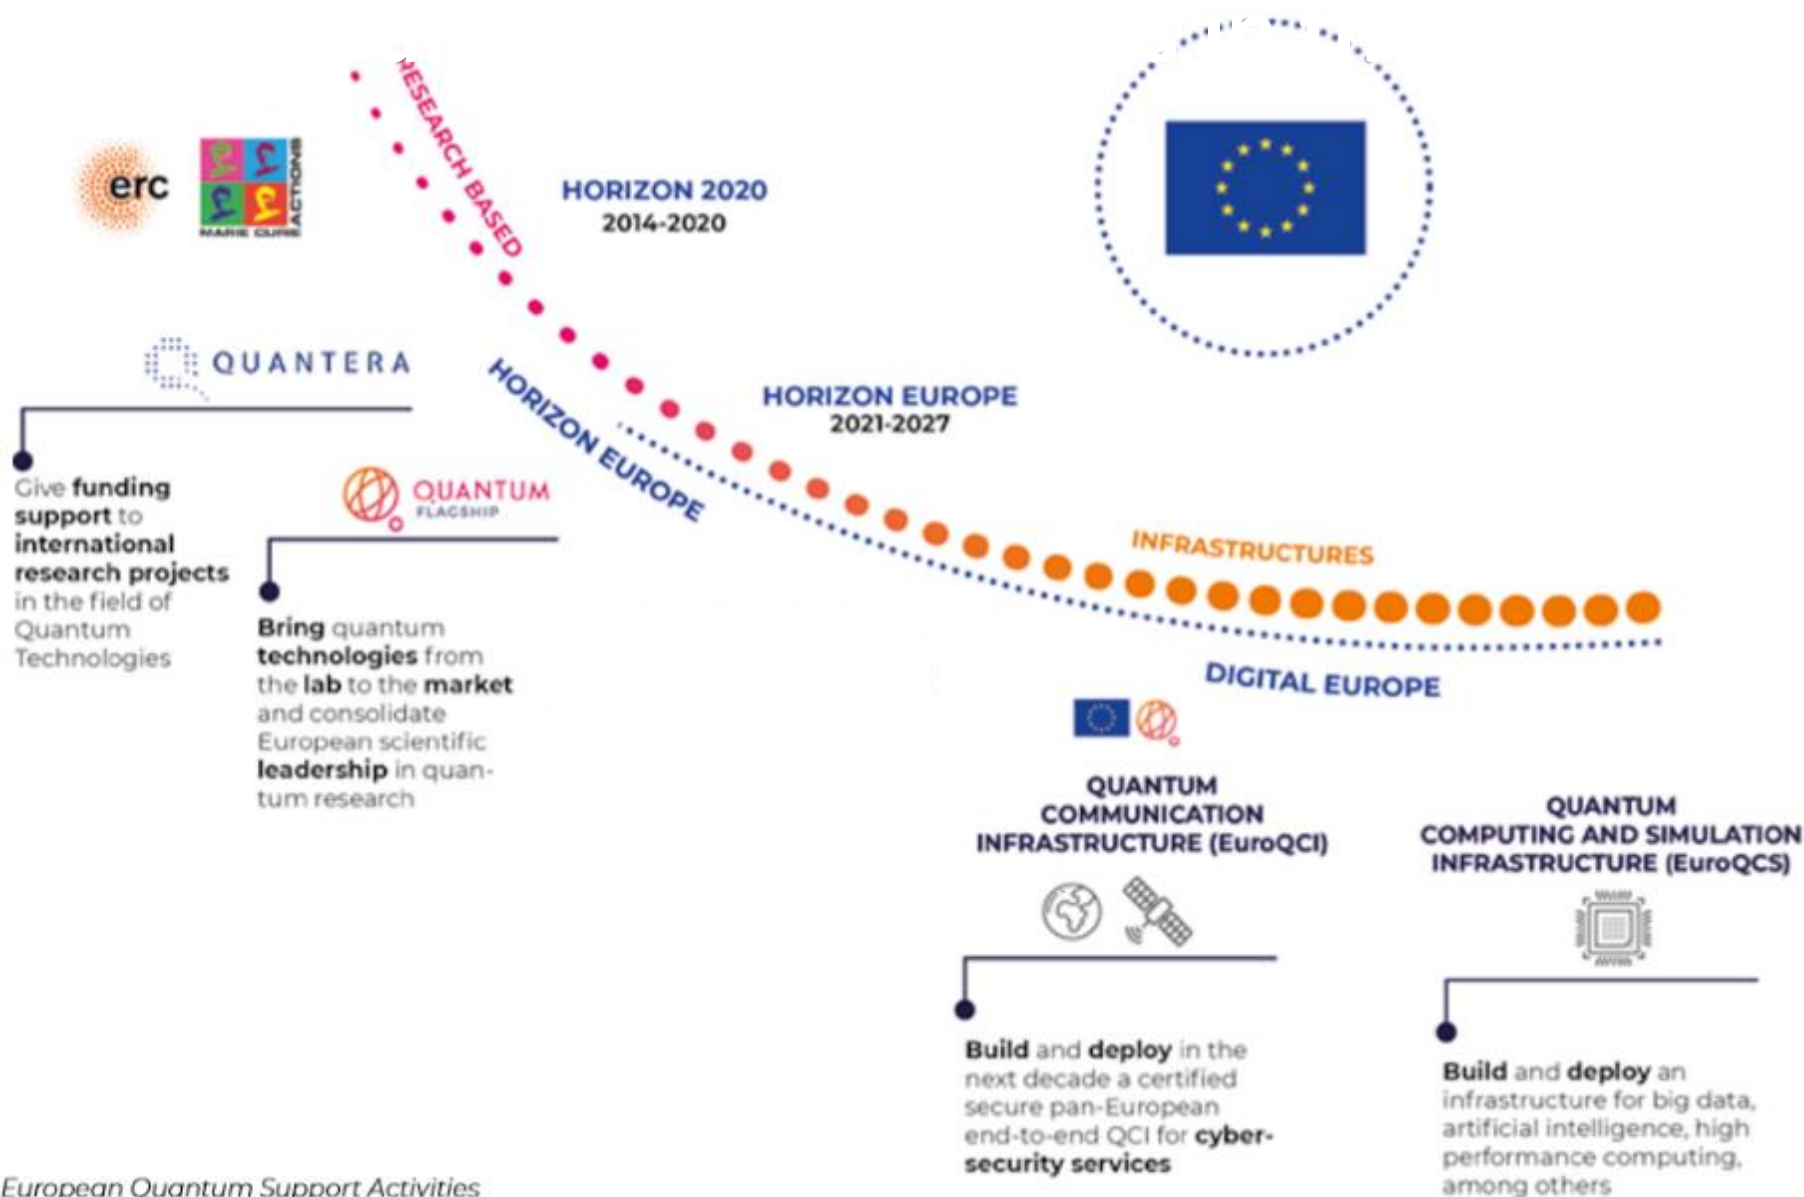 RESEARCH BASED
erc
MARIE CURIE
ACTIONS
HORIZON 2020
2014-2020
QUANTERA
HORIZON EUROPE
HORIZON EUROPE
2021-2027
Give funding
support to
international
research projects
in the field of
Quantum
Technologies
QUANTUM
FLAGSHIP
Bring quantum
technologies from
the lab to the market
and consolidate
European scientific
leadership in quan-
tum research
INFRASTRUCTURES
DIGITAL EUROPE
QUANTUM
COMMUNICATION
INFRASTRUCTURE (EuroQCI)
Build and deploy in the
next decade a certified
secure pan-European
end-to-end QCI for cyber-
security services
QUANTUM
COMPUTING AND SIMULATION
INFRASTRUCTURE (EuroQCS)
Build and deploy an
infrastructure for big data,
artificial intelligence, high
performance computing,
among others
European Quantum Support Activities